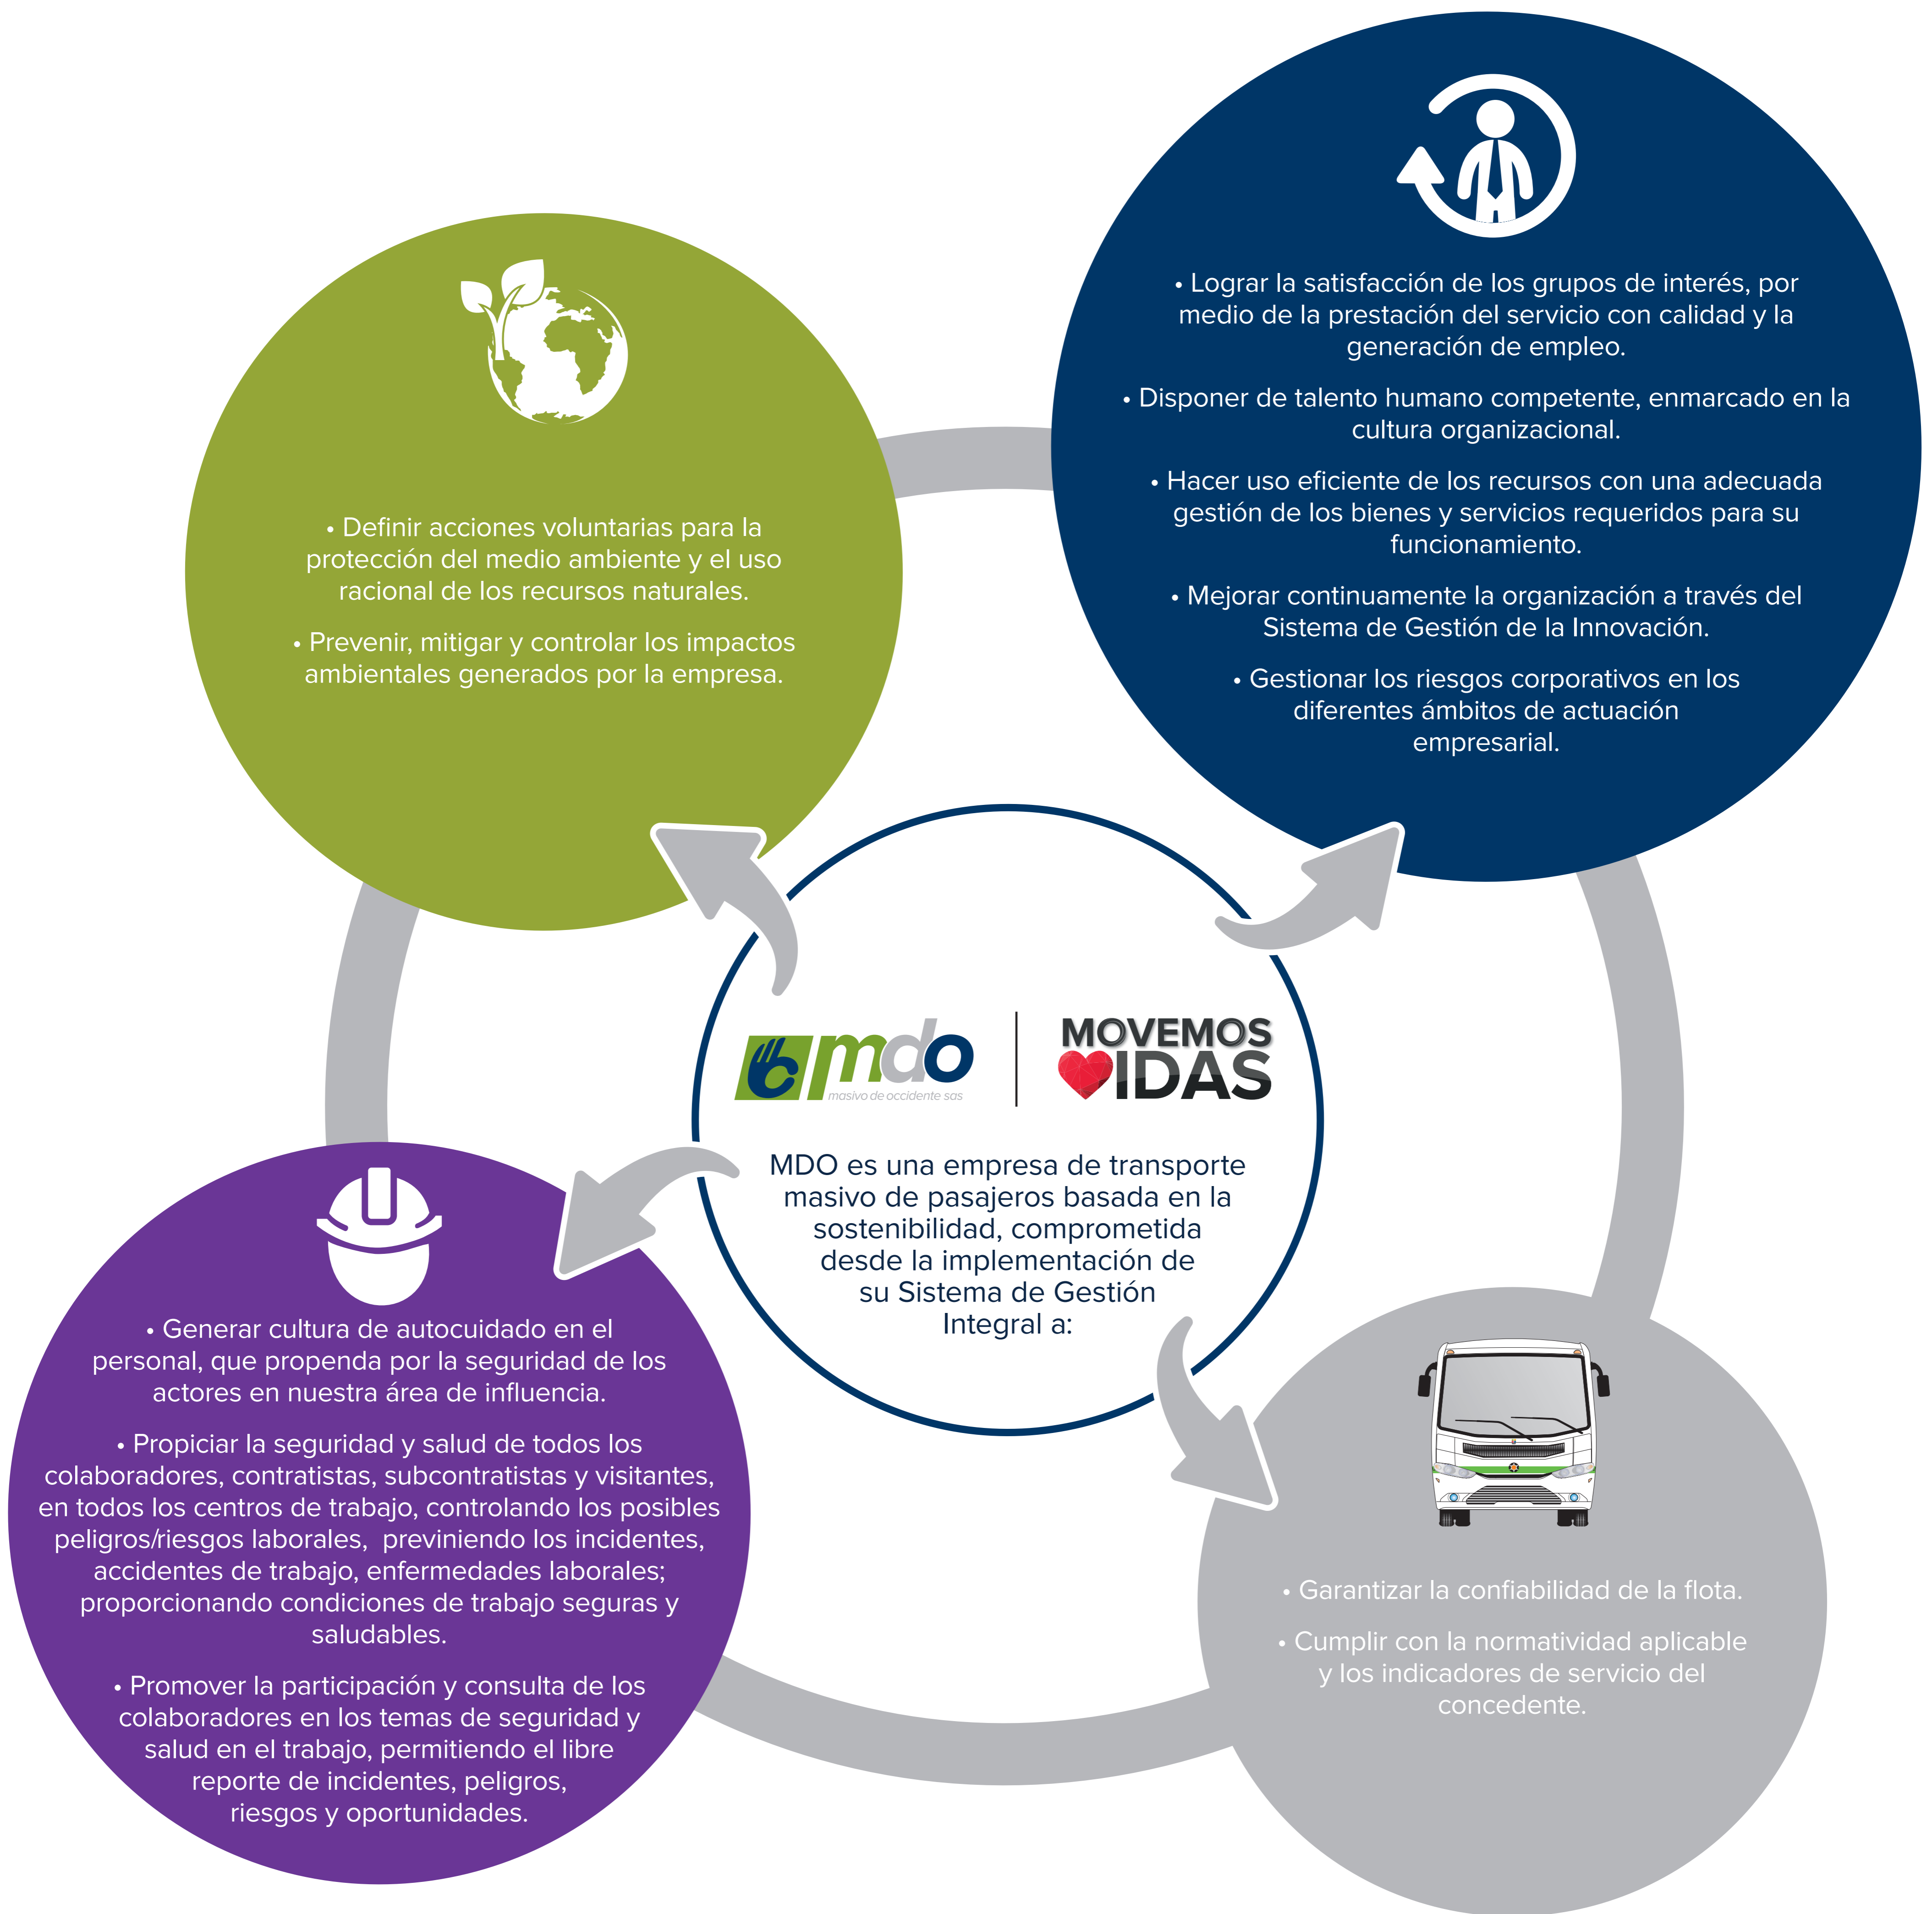 • Definir acciones voluntarias para la
protección del medio ambiente y el uso
racional de los recursos naturales.
• Prevenir, mitigar y controlar los impactos
ambientales generados por la empresa.
• Lograr la satisfacción de los grupos de interés, por
medio de la prestación del servicio con calidad y la
generación de empleo.
• Disponer de talento humano competente, enmarcado en la
cultura organizacional.
• Hacer uso eficiente de los recursos con una adecuada
gestión de los bienes y servicios requeridos para su
funcionamiento.
• Mejorar continuamente la organización a través del
Sistema de Gestión de la Innovación.
• Gestionar los riesgos corporativos en los
diferentes ámbitos de actuación
empresarial.
mdo
masivo de occidente sas
MOVEMOS
VIDAS
MDO es una empresa de transporte
masivo de pasajeros basada en la
sostenibilidad, comprometida
desde la implementación de
su Sistema de Gestión
Integral a:
• Generar cultura de autocuidado en el
personal, que propenda por la seguridad de los
actores en nuestra área de influencia.
• Propiciar la seguridad y salud de todos los
colaboradores, contratistas, subcontratistas y visitantes,
en todos los centros de trabajo, controlando los posibles
peligros/riesgos laborales,  previniendo los incidentes,
accidentes de trabajo, enfermedades laborales;
proporcionando condiciones de trabajo seguras y
saludables.
• Promover la participación y consulta de los
colaboradores en los temas de seguridad y
salud en el trabajo, permitiendo el libre
reporte de incidentes, peligros,
riesgos y oportunidades.
• Garantizar la confiabilidad de la flota.
• Cumplir con la normatividad aplicable
y los indicadores de servicio del
concedente.